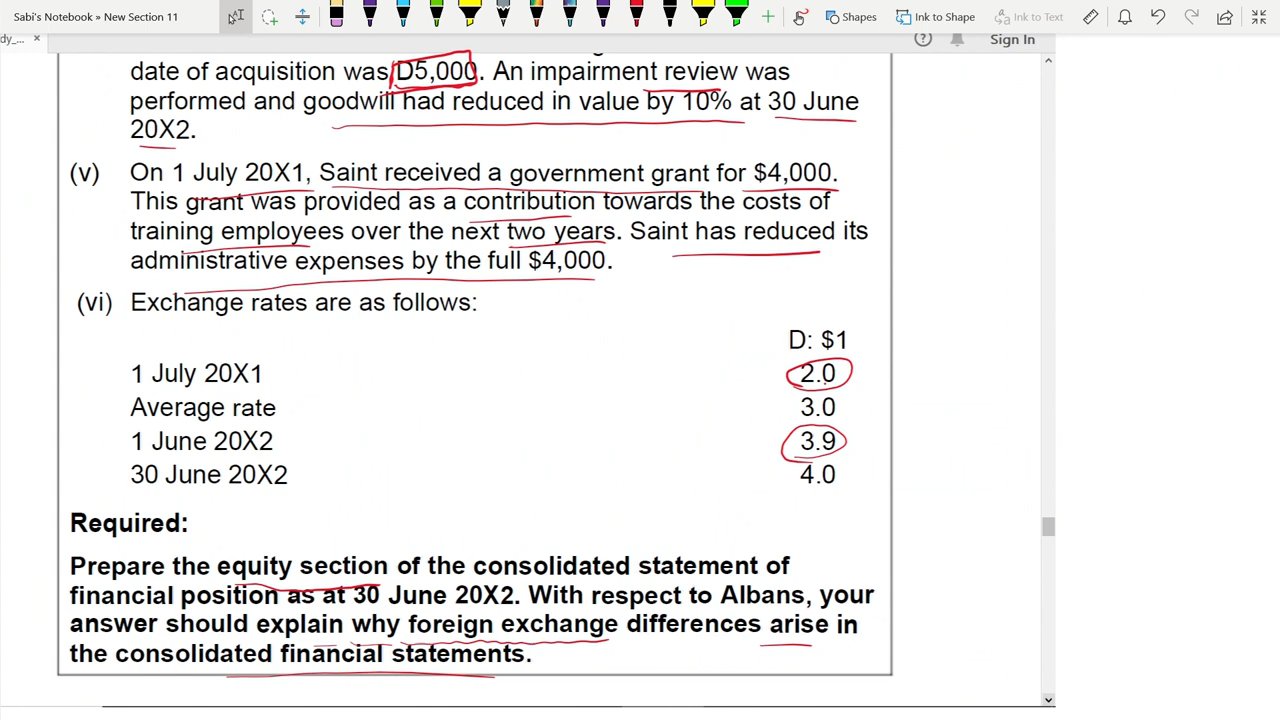 Sabi's Notebook » New Section 11
Shapes
Ink to Shape
Ink to Text
dy_...
Sign In
date of acquisition was D5,000. An impairment review was
performed and goodwill had reduced in value by 10% at 30 June
20X2.
(v) On 1 July 20X1, Saint received a government grant for $4,000.
This grant was provided as a contribution towards the costs of
training employees over the next two years. Saint has reduced its
administrative expenses by the full $4,000.
(vi) Exchange rates are as follows:
D: $1
1 July 20X1 2.0
Average rate 3.0
1 June 20X2 3.9
30 June 20X2 4.0
Required:
Prepare the equity section of the consolidated statement of
financial position as at 30 June 20X2. With respect to Albans, your
answer should explain why foreign exchange differences arise in
the consolidated financial statements.